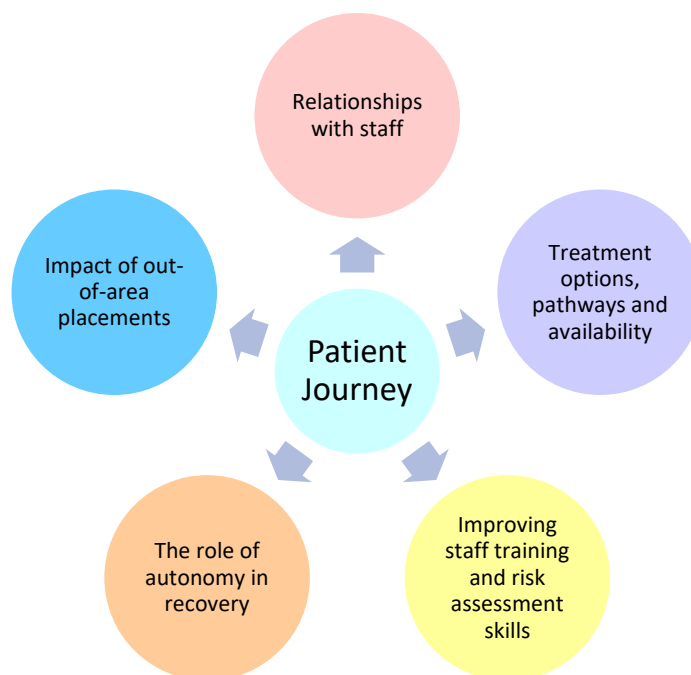 Relationships
with staff
Impact of out-
of-area
placements
Treatment
options,
pathways and
availability
Patient
Journey
The role of
autonomy in
recovery
Improving
staff training
and risk
assessment
skills